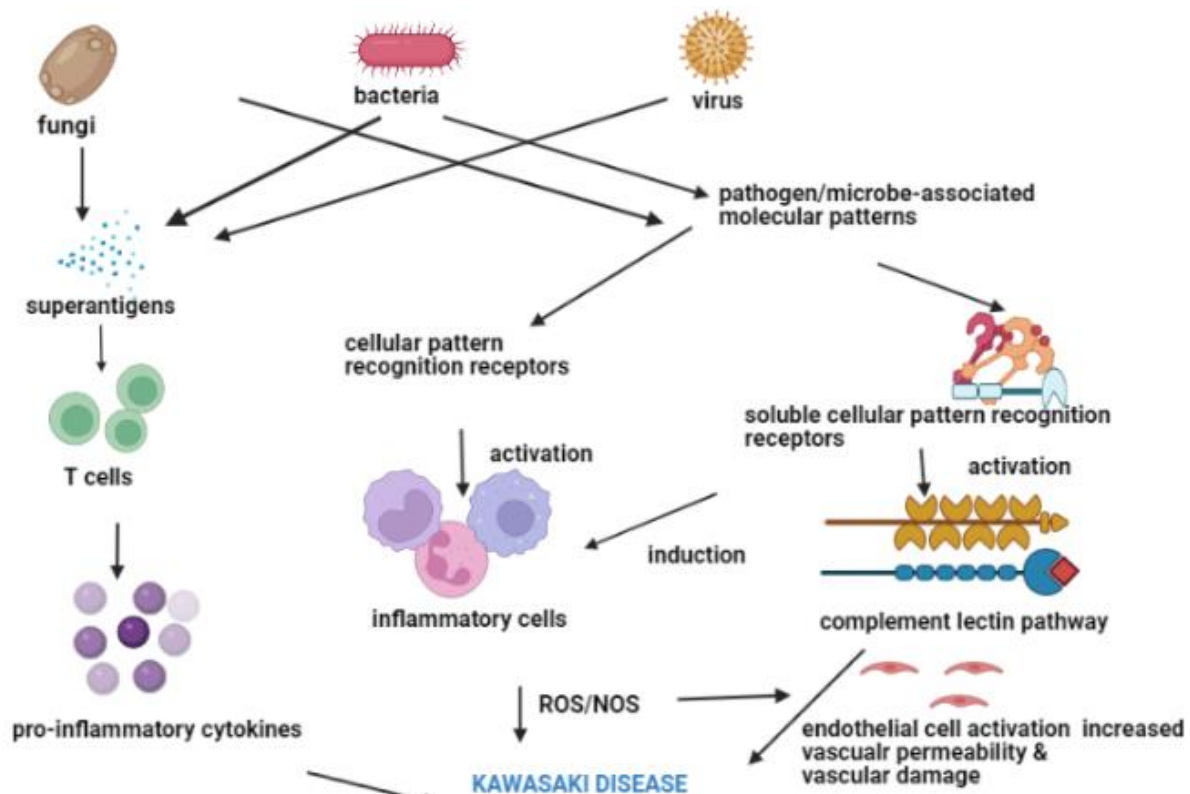 fungi
bacteria
virus
pathogen/microbe-associated
molecular patterns
superantigens
cellular pattern
recognition receptors
soluble cellular pattern recognition
receptors
T cells
activation
activation
induction
inflammatory cells
complement lectin pathway
pro-inflammatory cytokines
ROS/NOS
endothelial cell activation increased
vascualr permeability &
vascular damage
KAWASAKI DISEASE